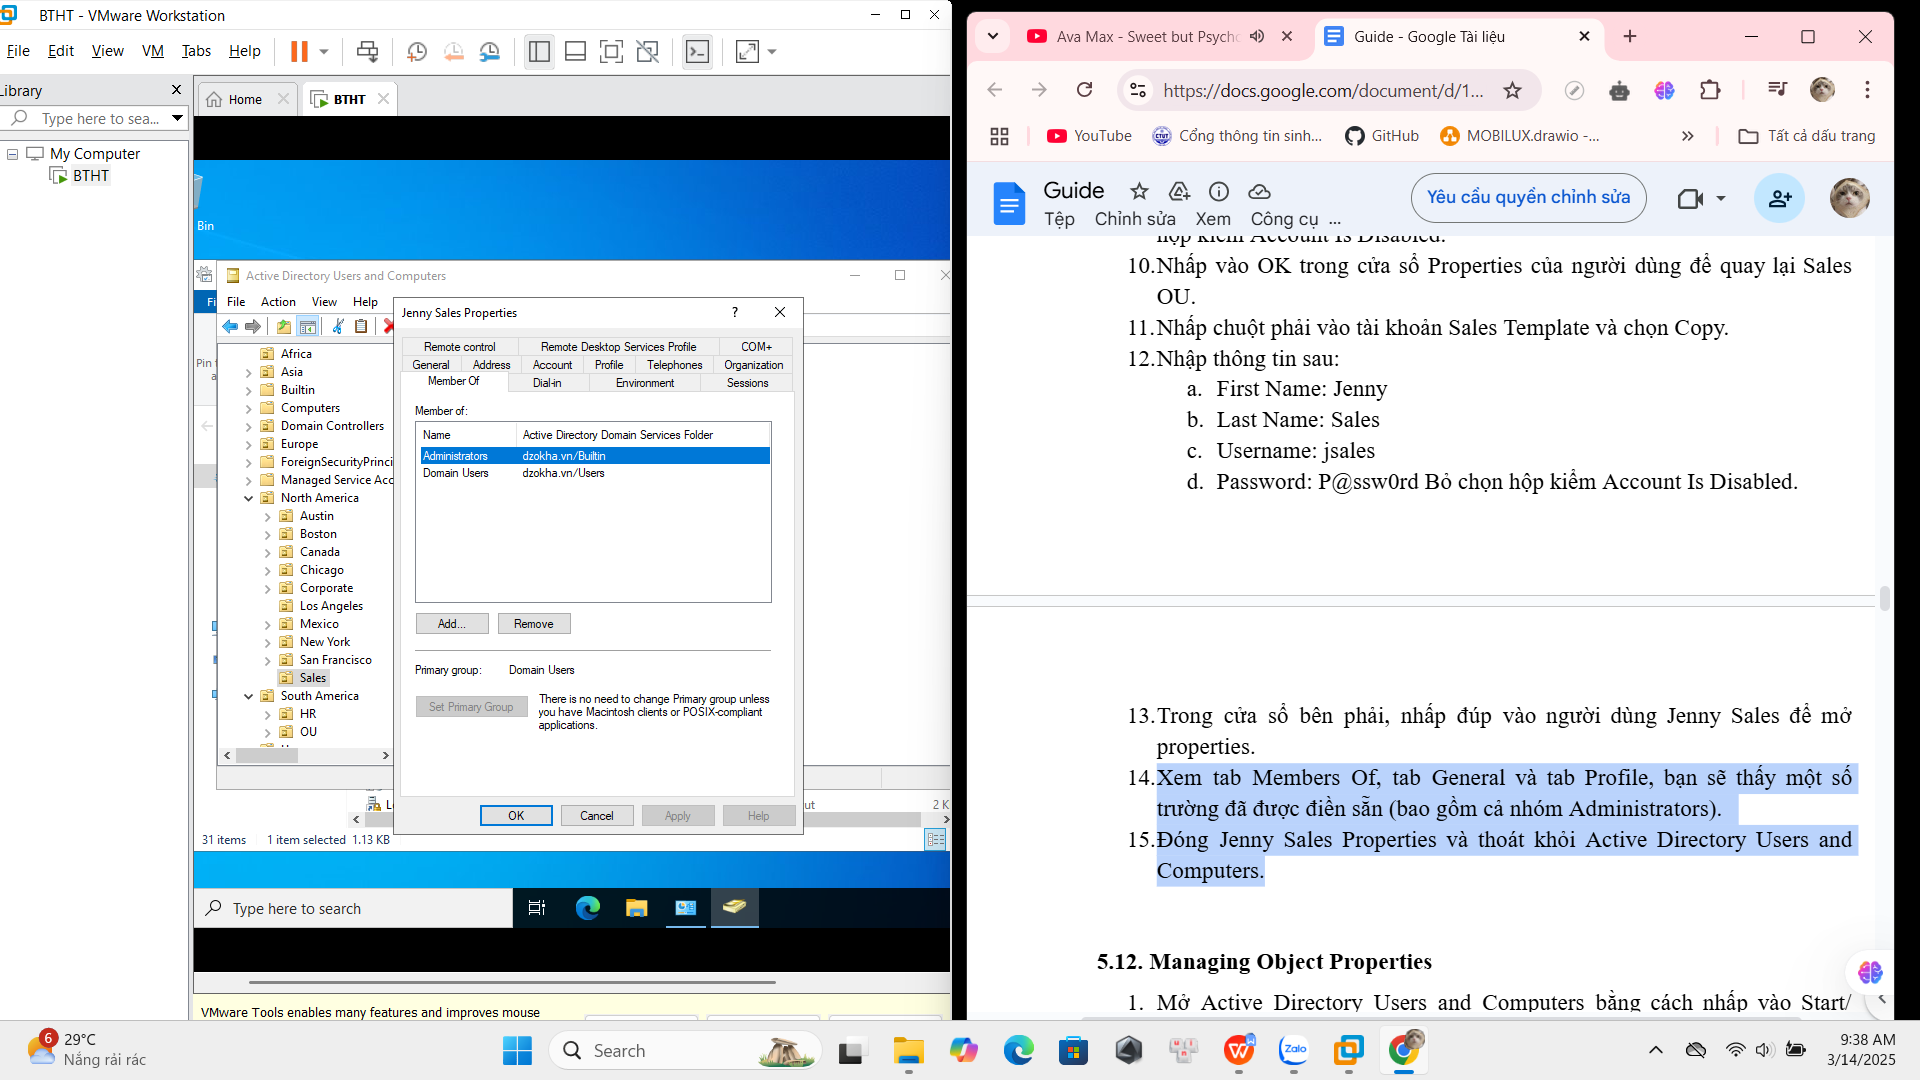 BTHT - VMware Workstation
File Edit View VM Tabs Help
Library
Type here to sea...
My Computer
BTHT
Home
BTHT
Bin
Active Directory Users and Computers
Fi
File Action View Help
Pin t
a
Africa
Asia
Builtin
Computers
Domain Controllers
Europe
ForeignSecurityPrinci
Managed Service Acc
North America
Austin
Boston
Canada
Chicago
Corporate
Los Angeles
Mexico
New York
San Francisco
Sales
South America
HR
OU
Jenny Sales Properties
?
Remote control Remote Desktop Services Profile COM+
General Address Account Profile Telephones Organization
Member Of Dial-in Environment Sessions
Member of:
Name Active Directory Domain Services Folder
Administrators dzokha.vn/Builtin
Domain Users dzokha.vn/Users
Add... Remove
Primary group: Domain Users
Set Primary Group
There is no need to change Primary group unless
you have Macintosh clients or POSIX-compliant
applications.
OK Cancel Apply Help
ut 2 K
31 items 1 item selected 1.13 KB
Type here to search
VMware Tools enables many features and improves mouse
Ava Max - Sweet but Psycho
Guide - Google Tài liệu
https://docs.google.com/document/d/1...
YouTube Cổng thông tin sinh... GitHub MOBILUX.drawio -... » Tất cả dấu trang
Guide
Tệp Chỉnh sửa Xem Công cụ ...
Yêu cầu quyền chỉnh sửa
hộp kiểm Account Is Disabled.
10.Nhấp vào OK trong cửa sổ Properties của người dùng để quay lại Sales
OU.
11.Nhấp chuột phải vào tài khoản Sales Template và chọn Copy.
12.Nhập thông tin sau:
a. First Name: Jenny
b. Last Name: Sales
c. Username: jsales
d. Password: P@ssw0rd Bỏ chọn hộp kiểm Account Is Disabled.
13.Trong cửa sổ bên phải, nhấp đúp vào người dùng Jenny Sales để mở
properties.
14.Xem tab Members Of, tab General và tab Profile, bạn sẽ thấy một số
trường đã được điền sẵn (bao gồm cả nhóm Administrators).
15.Đóng Jenny Sales Properties và thoát khỏi Active Directory Users and
Computers.
5.12. Managing Object Properties
1. Mở Active Directory Users and Computers bằng cách nhấp vào Start/
6
29°C
Nắng rải rác
Search
Zalo
9:38 AM
3/14/2025